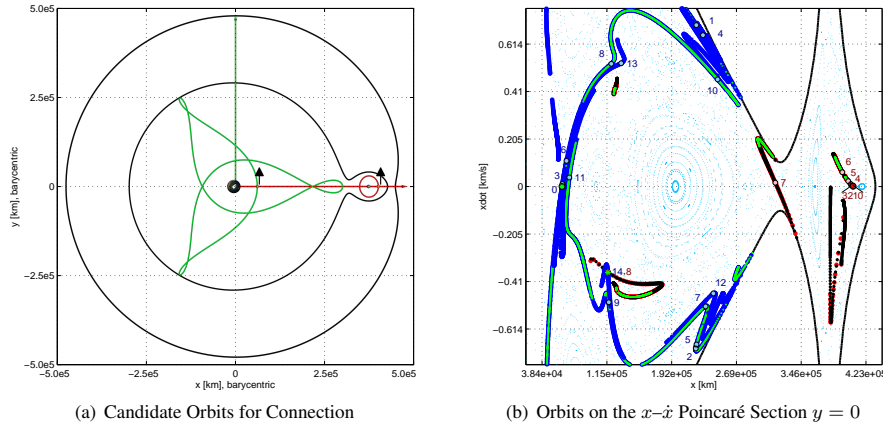 5.0e5
2.5e5
0
−2.5e5
−5.0e5
y [km], barycentric
−5.0e5
−2.5e5
0
2.5e5
5.0e5
x [km], barycentric
(a) Candidate Orbits for Connection
0.614
0.41
0.205
0
−0.205
−0.41
−0.614
xdot [km/s]
1
4
8
13
10
6
3
11
0
7
6
5
4
3210
14,8
9
12
7
5
2
3.84e+04
1.15e+05
1.92e+05
2.69e+05
3.46e+05
4.23e+05
x [km]
(b) Orbits on the x–ẋ Poincaré Section y = 0